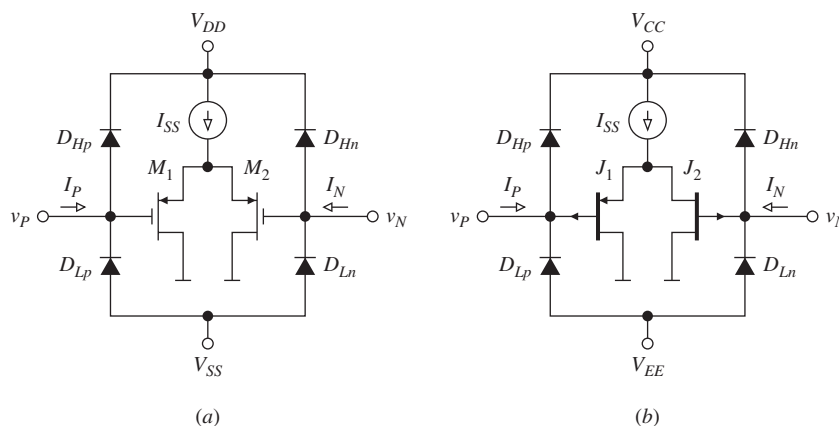 V_DD V_CC
I_SS I_SS
D_Hp D_Hn D_Hp D_Hn
M_1 M_2 J_1 J_2
I_P I_N I_P I_N
v_P v_N v_P v_N
D_Lp D_Ln D_Lp D_Ln
V_SS V_EE
(a) (b)